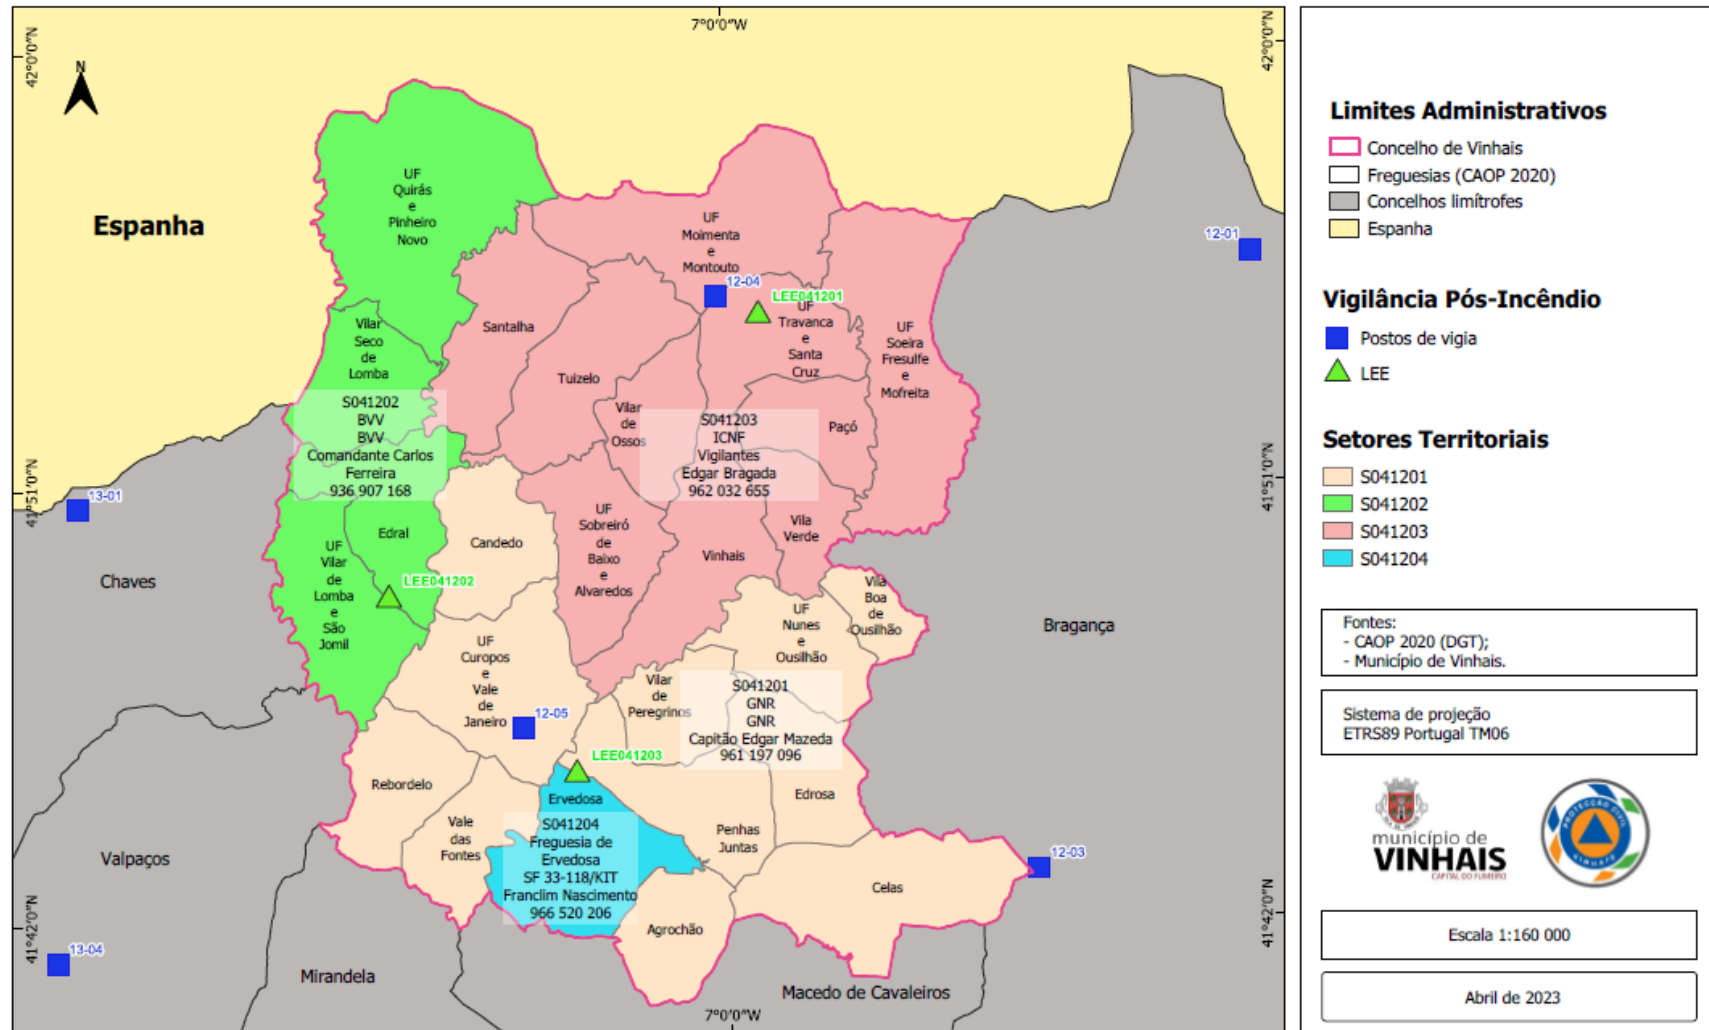 7°0'0"W
42°0'0"N
42°0'0"N
N
Espanha
UF
Quirás
e
Pinheiro
Novo
UF
Moimenta
e
Montouto
12-01
12-04
LEE041201
UF
Travanca
e
Santa
Cruz
Santalha
Vilar
Seco
de
Lomba
UF
Soeira
Fresulfe
e
Mofreita
Tuizelo
Vilar
de
Ossos
Paçó
S041202
BVV
BVV
Comandante Carlos
Ferreira
936 907 168
S041203
ICNF
Vigilantes
Edgar Bragada
962 032 655
41°51'0"N
41°51'0"N
13-01
Edral
Candedo
UF
Sobreiró
de
Baixo
e
Alvaredos
Vila
Verde
Vinhais
UF
Vilar
de
Lomba
e
São
Jomil
LEE041202
Chaves
Vila
Boa
de
Ousilhão
UF
Nunes
e
Ousilhão
Bragança
UF
Curopos
e
Vale
de
Janeiro
Vilar
de
Peregrinos
S041201
GNR
GNR
Capitão Edgar Mazeda
961 197 096
12-05
LEE041203
Rebordelo
Ervedosa
Edrosa
Vale
das
Fontes
S041204
Freguesia de
Ervedosa
SF 33-118/KIT
Franclim Nascimento
966 520 206
Penhas
Juntas
12-03
Valpaços
Celas
Agrochão
41°42'0"N
41°42'0"N
13-04
Mirandela
Macedo de Cavaleiros
7°0'0"W
Limites Administrativos
Concelho de Vinhais
Freguesias (CAOP 2020)
Concelhos limítrofes
Espanha
Vigilância Pós-Incêndio
Postos de vigia
LEE
Setores Territoriais
S041201
S041202
S041203
S041204
Fontes:
- CAOP 2020 (DGT);
- Município de Vinhais.
Sistema de projeção
ETRS89 Portugal TM06
município de
VINHAIS
CAPITAL DO FUMEIRO
PROTECÇÃO CIVIL
VINHAIS
Escala 1:160 000
Abril de 2023